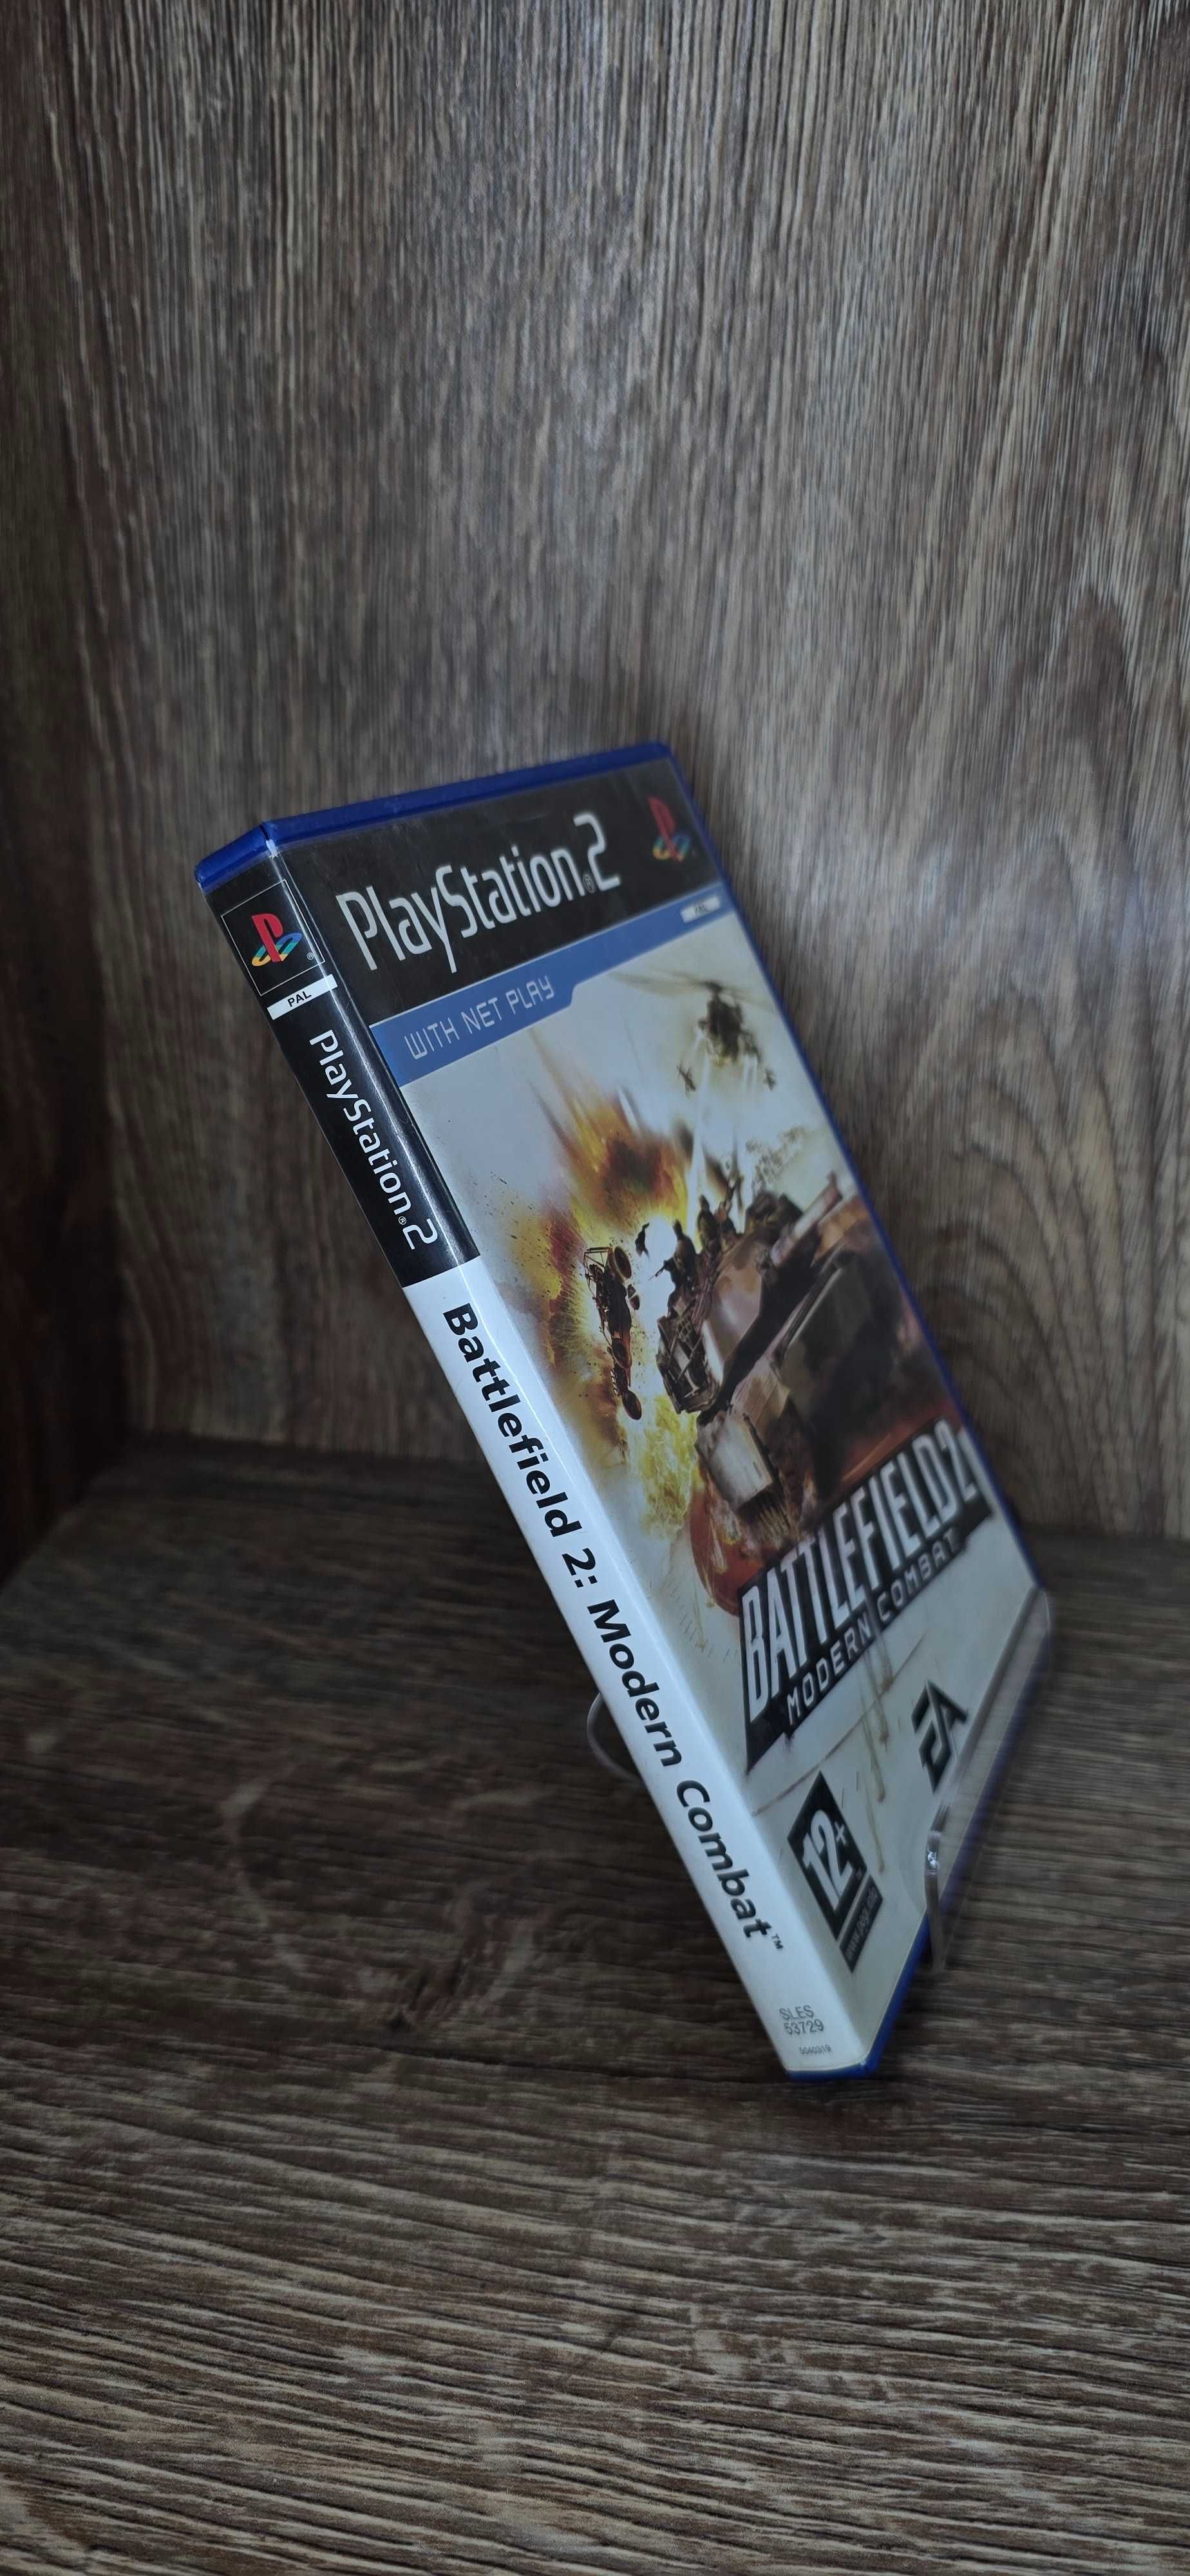 PAL
PlayStation®2
Battlefield 2: Modern Combat™
SLES
53729
5040319
PlayStation®2
PAL
WITH NET PLAY
BATTLEFIELD 2
MODERN COMBAT
EA
12+